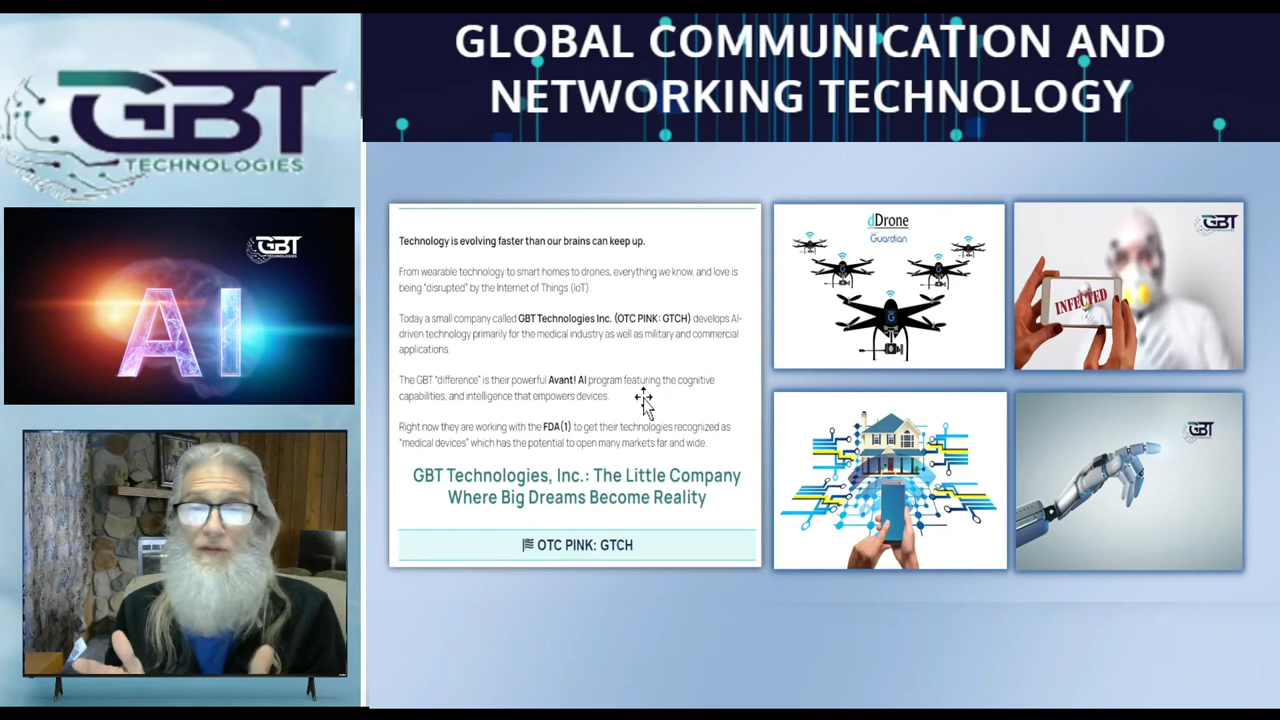 GBT
TECHNOLOGIES
GLOBAL COMMUNICATION AND
NETWORKING TECHNOLOGY
GBT
AI
Technology is evolving faster than our brains can keep up.
From wearable technology to smart homes to drones, everything we know, and love is
being "disrupted" by the Internet of Things (IoT).
Today a small company called GBT Technologies Inc. (OTC PINK: GTCH) develops AI-
driven technology primarily for the medical industry as well as military and commercial
applications.
The GBT "difference" is their powerful Avant! AI program featuring the cognitive
capabilities, and intelligence that empowers devices.
Right now they are working with the FDA(1) to get their technologies recognized as
"medical devices" which has the potential to open many markets far and wide.
GBT Technologies, Inc.: The Little Company
Where Big Dreams Become Reality
OTC PINK: GTCH
dDrone
Guardian
GBT
INFECTED
GBT